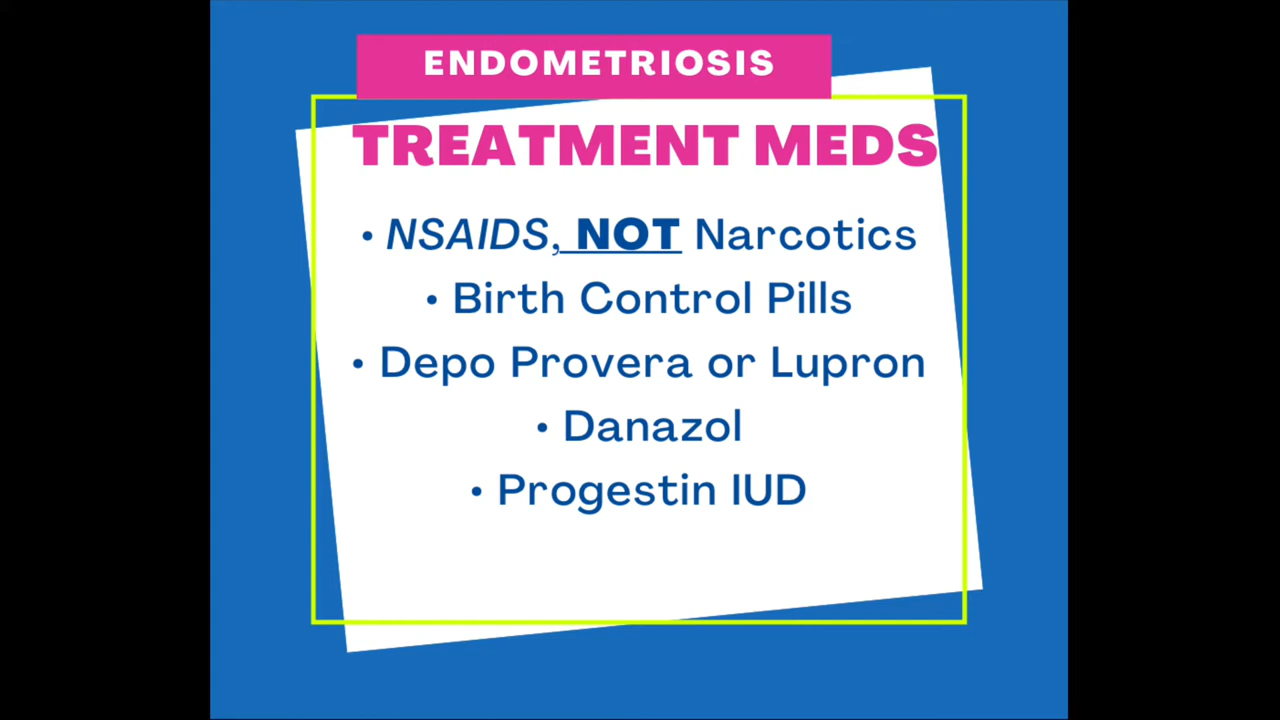 ENDOMETRIOSIS
TREATMENT MEDS
• NSAIDS, NOT Narcotics
• Birth Control Pills
• Depo Provera or Lupron
• Danazol
• Progestin IUD